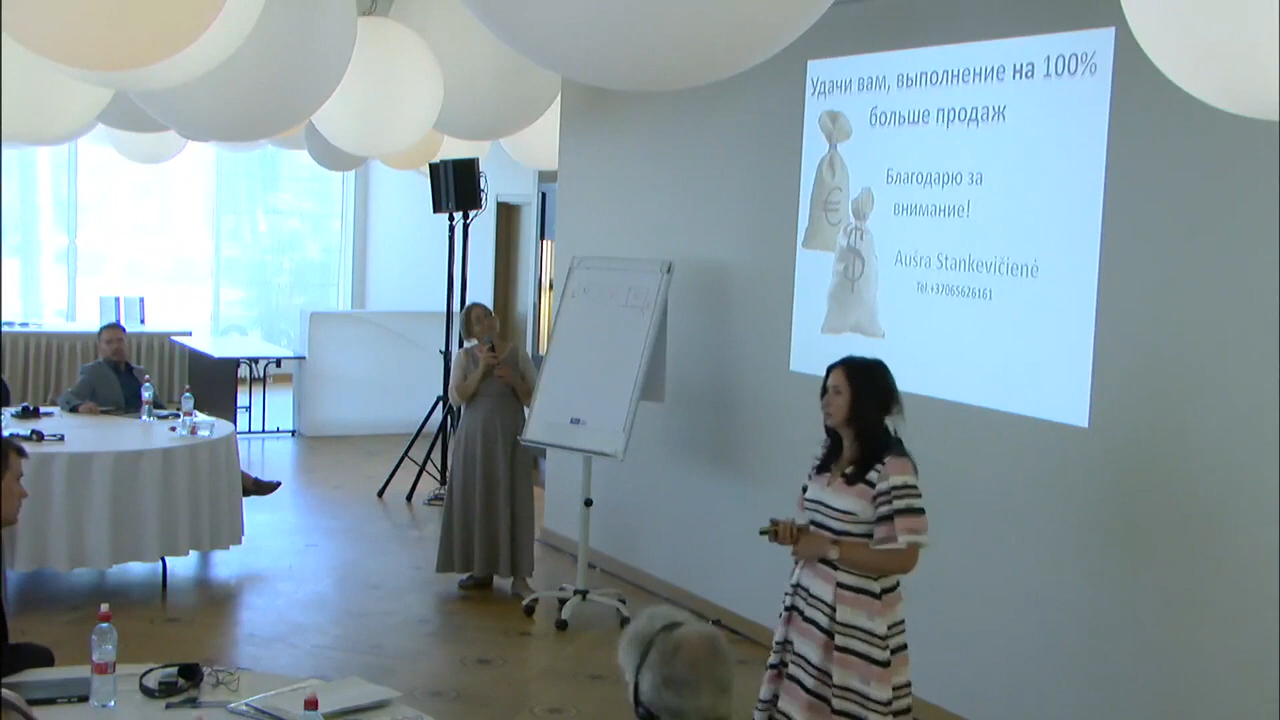 Удачи вам, выполнение на 100%
больше продаж
Благодарю за
внимание!
Aušra Stankevičienė
Tel.+37065626161
€
$